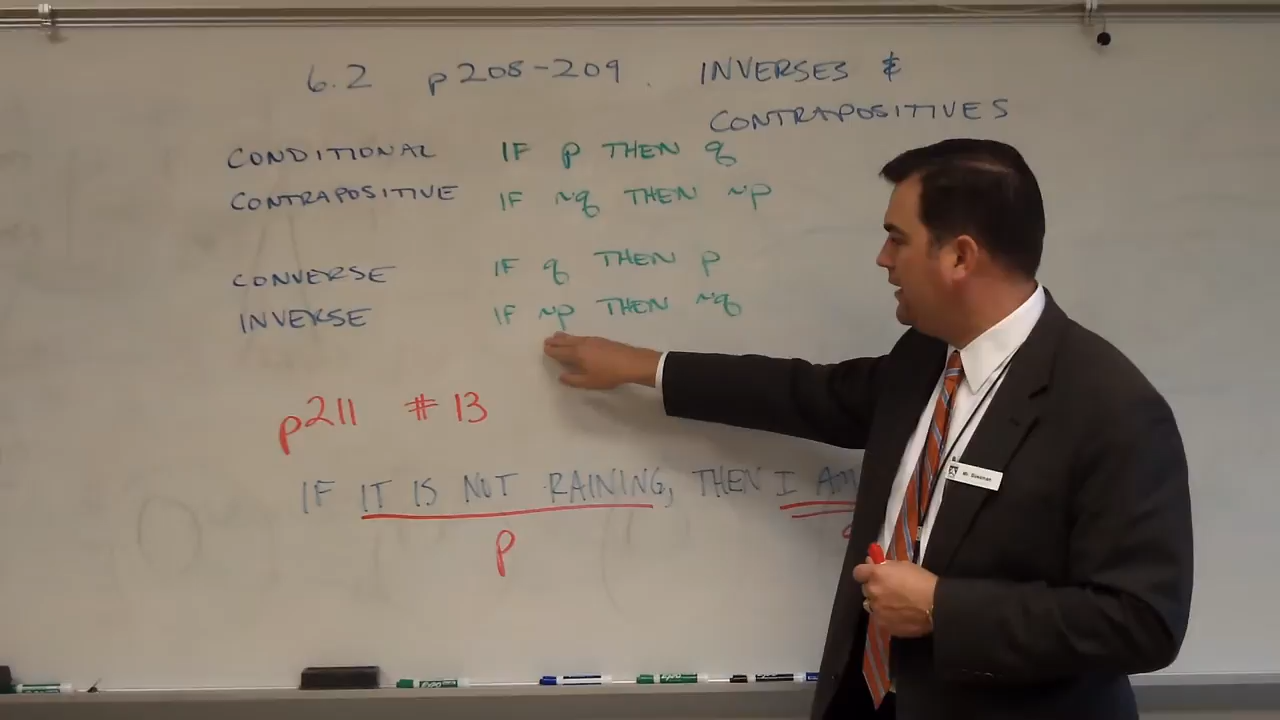 6.2 p208-209. INVERSES &
CONTRAPOSITIVES
CONDITIONAL IF p THEN q
CONTRAPOSITIVE IF ~q THEN ~p
CONVERSE IF q THEN p
INVERSE IF ~p THEN ~q
p211 #13
IF IT IS NOT RAINING, THEN I AM
p